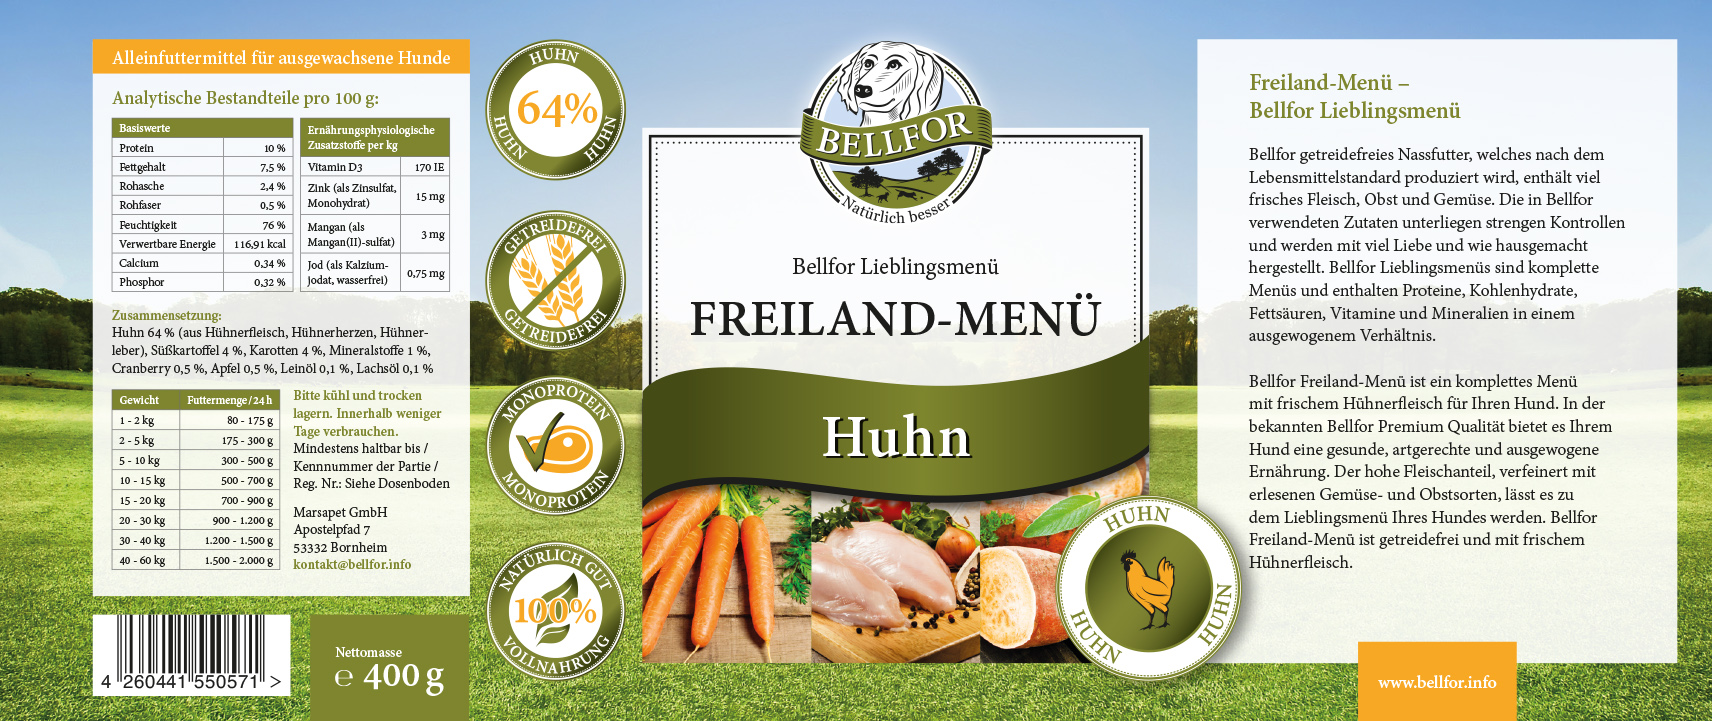 Alleinfuttermittel für ausgewachsene Hunde
Analytische Bestandteile pro 100 g:
Basiswerte
Protein 10 %
Fettgehalt 7,5 %
Rohasche 2,4 %
Rohfaser 0,5 %
Feuchtigkeit 76 %
Verwertbare Energie 116,91 kcal
Calcium 0,34 %
Phosphor 0,32 %
Ernährungsphysiologische
Zusatzstoffe per kg
Vitamin D3 170 IE
Zink (als Zinsulfat,
Monohydrat) 15 mg
Mangan (als
Mangan(II)-sulfat) 3 mg
Jod (als Kalzium-
Jodat, wasserfrei) 0,75 mg
Zusammensetzung:
Huhn 64 % (aus Hühnerfleisch, Hühnerherzen, Hühner-
leber), Süßkartoffel 4 %, Karotten 4 %, Mineralstoffe 1 %,
Cranberry 0,5 %, Apfel 0,5 %, Leinöl 0,1 %, Lachsöl 0,1 %
Gewicht Futtermenge/24 h
1 - 2 kg 80 - 175 g
2 - 5 kg 175 - 300 g
5 - 10 kg 300 - 500 g
10 - 15 kg 500 - 700 g
15 - 20 kg 700 - 900 g
20 - 30 kg 900 - 1.200 g
30 - 40 kg 1.200 - 1.500 g
40 - 60 kg 1.500 - 2.000 g
Bitte kühl und trocken
lagern. Innerhalb weniger
Tage verbrauchen.
Mindestens haltbar bis /
Kennnummer der Partie /
Reg. Nr.: Siehe Dosenboden
Marsapet GmbH
Apostelpfad 7
53332 Bornheim
kontakt@bellfor.info
4 260441 550571 >
Nettomasse
℮ 400 g
HUHN
64%
HUHN
HUHN
GETREIDEFREI
GETREIDEFREI
MONOPROTEIN
MONOPROTEIN
NATÜRLICH GUT
100%
VOLLNAHRUNG
BELLFOR
Natürlich besser
Bellfor Lieblingsmenü
FREILAND-MENÜ
Huhn
HUHN
HUHN
HUHN
Freiland-Menü –
Bellfor Lieblingsmenü
Bellfor getreidefreies Nassfutter, welches nach dem
Lebensmittelstandard produziert wird, enthält viel
frisches Fleisch, Obst und Gemüse. Die in Bellfor
verwendeten Zutaten unterliegen strengen Kontrollen
und werden mit viel Liebe und wie hausgemacht
hergestellt. Bellfor Lieblingsmenüs sind komplette
Menüs und enthalten Proteine, Kohlenhydrate,
Fettsäuren, Vitamine und Mineralien in einem
ausgewogenem Verhältnis.
Bellfor Freiland-Menü ist ein komplettes Menü
mit frischem Hühnerfleisch für Ihren Hund. In der
bekannten Bellfor Premium Qualität bietet es Ihrem
Hund eine gesunde, artgerechte und ausgewogene
Ernährung. Der hohe Fleischanteil, verfeinert mit
erlesenen Gemüse- und Obstsorten, lässt es zu
dem Lieblingsmenü Ihres Hundes werden. Bellfor
Freiland-Menü ist getreidefrei und mit frischem
Hühnerfleisch.
www.bellfor.info